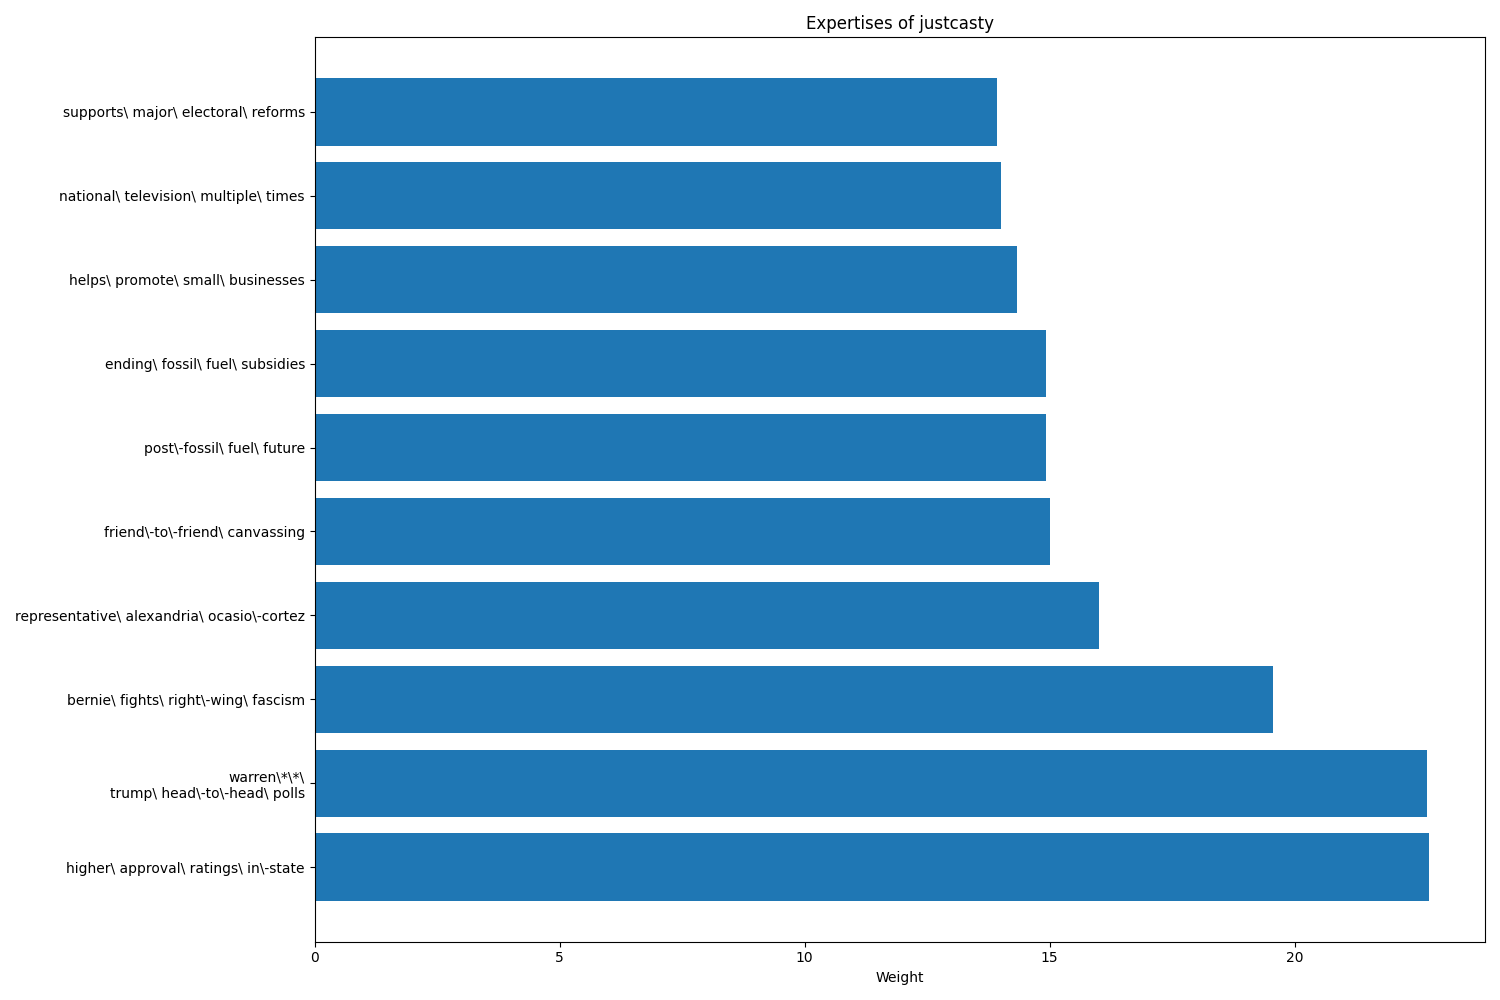 Expertises of justcasty
supports\ major\ electoral\ reforms
national\ television\ multiple\ times
helps\ promote\ small\ businesses
ending\ fossil\ fuel\ subsidies
post\-fossil\ fuel\ future
friend\-to\-friend\ canvassing
representative\ alexandria\ ocasio\-cortez
bernie\ fights\ right\-wing\ fascism
warren\*\*\
trump\ head\-to\-head\ polls
higher\ approval\ ratings\ in\-state
0 5 10 15 20
Weight